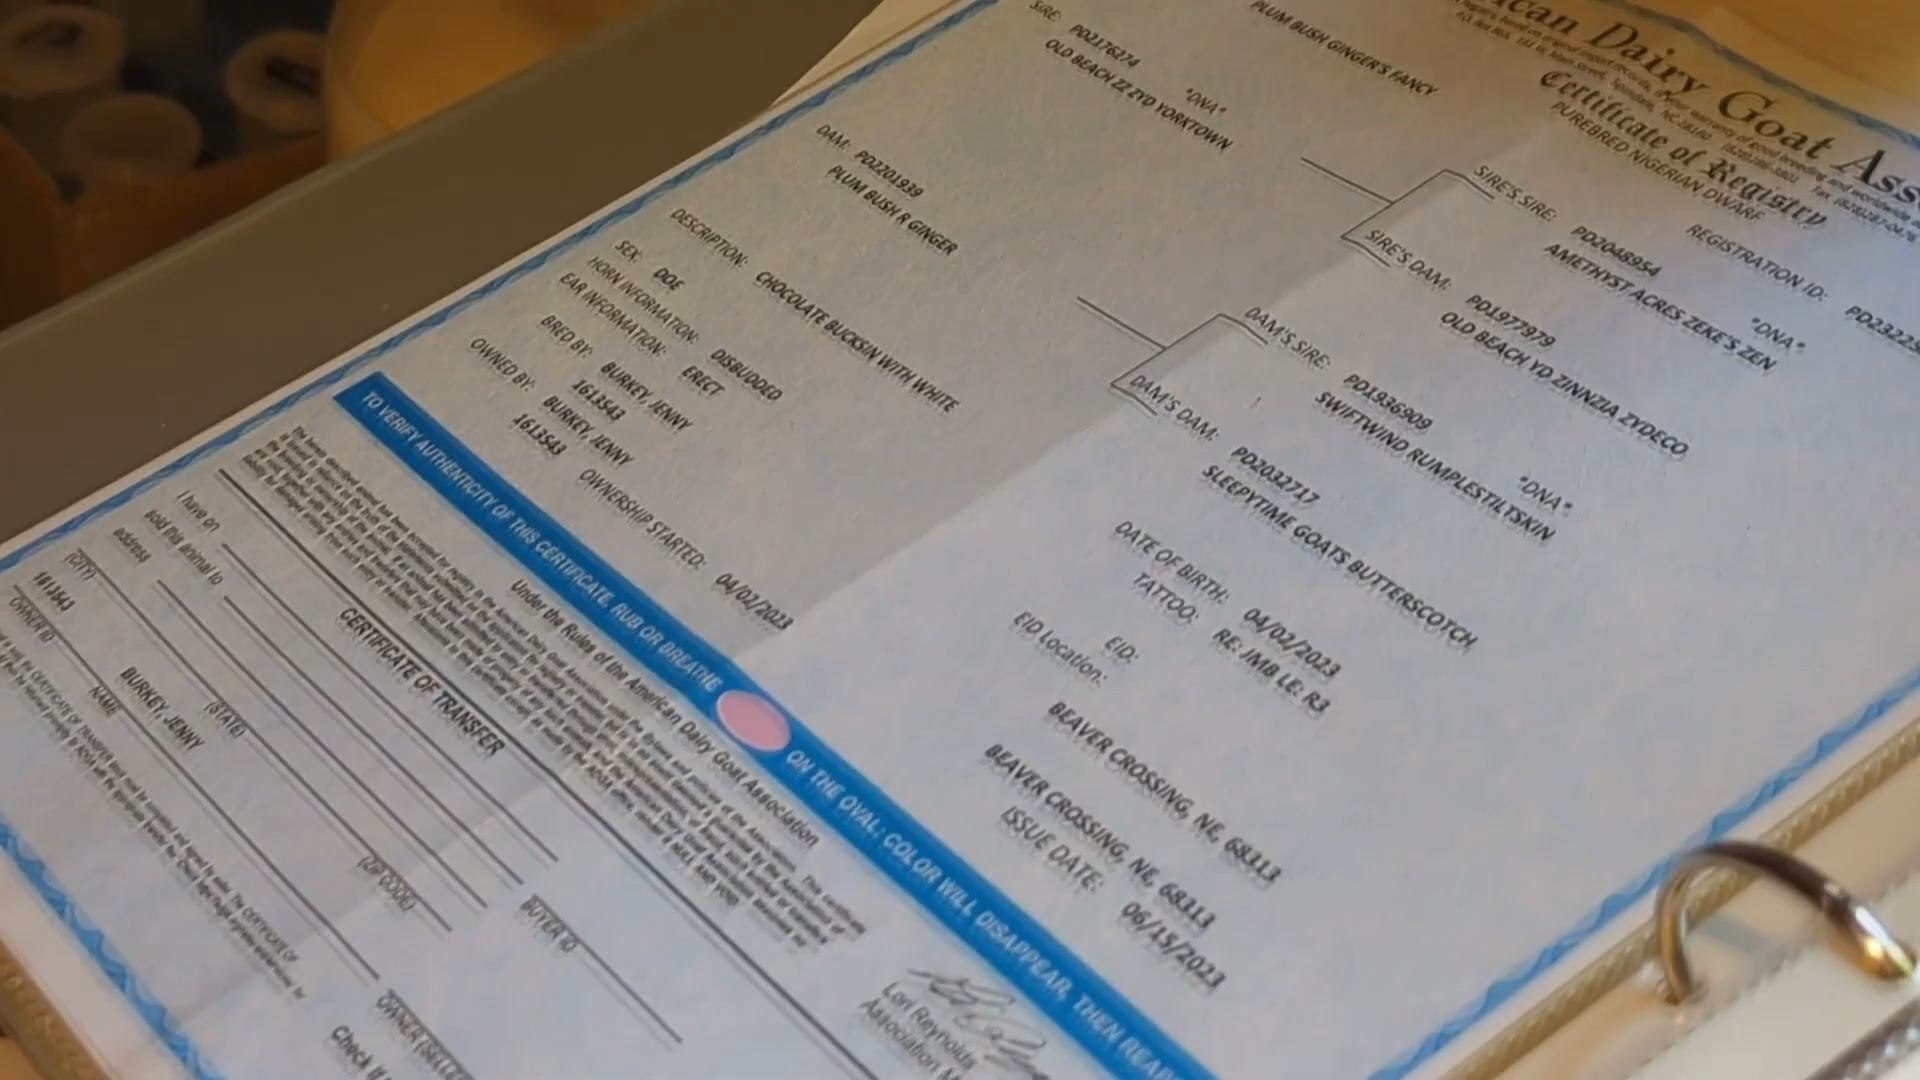 ican Dairy Goat Ass
Certificate of Registry
PUREBRED NIGERIAN DWARF
PLUM BUSH GINGER'S FANCY
REGISTRATION ID: PD2322
SIRE: PD2176274 *DNA*
OLD BEACH ZZ ZYD YORKTOWN
SIRE'S SIRE: PD2048954 *DNA*
AMETHYST ACRES ZEKE'S ZEN
SIRE'S DAM: PD1977979
OLD BEACH YD ZINNZIA ZYDECO
DAM: PD2201939
PLUM BUSH R GINGER
DAM'S SIRE: PD1936909 *DNA*
SWIFTWIND RUMPLESTILTSKIN
DAM'S DAM: PD2032717
SLEEPYTIME GOATS BUTTERSCOTCH
DESCRIPTION: CHOCOLATE BUCKSIN WITH WHITE
SEX: DOE
DATE OF BIRTH: 04/02/2023
HORN INFORMATION: DISBUDDED
TATTOO: RE: JMB LE: R3
EAR INFORMATION: ERECT
EID:
EID Location:
BRED BY: BURKEY JENNY
1613543
BEAVER CROSSING, NE, 68313
OWNED BY: BURKEY, JENNY
1613543
BEAVER CROSSING, NE, 68313
OWNERSHIP STARTED: 04/02/2023
ISSUE DATE: 06/15/2023
TO VERIFY AUTHENTICITY OF THIS CERTIFICATE, RUB OR BREATHE ON THE OVAL: COLOR WILL DISAPPEAR, THEN REAP
Under the Rules of the American Dairy Goat Association
Lori Reynolds
Association M
CERTIFICATE OF TRANSFER
I have on
sold this animal to
address
(CITY)
(STATE)
(ZIP CODE)
BUYER ID
1613543
BURKEY, JENNY
OWNER ID
NAME
OWNER (SELLE
Check if